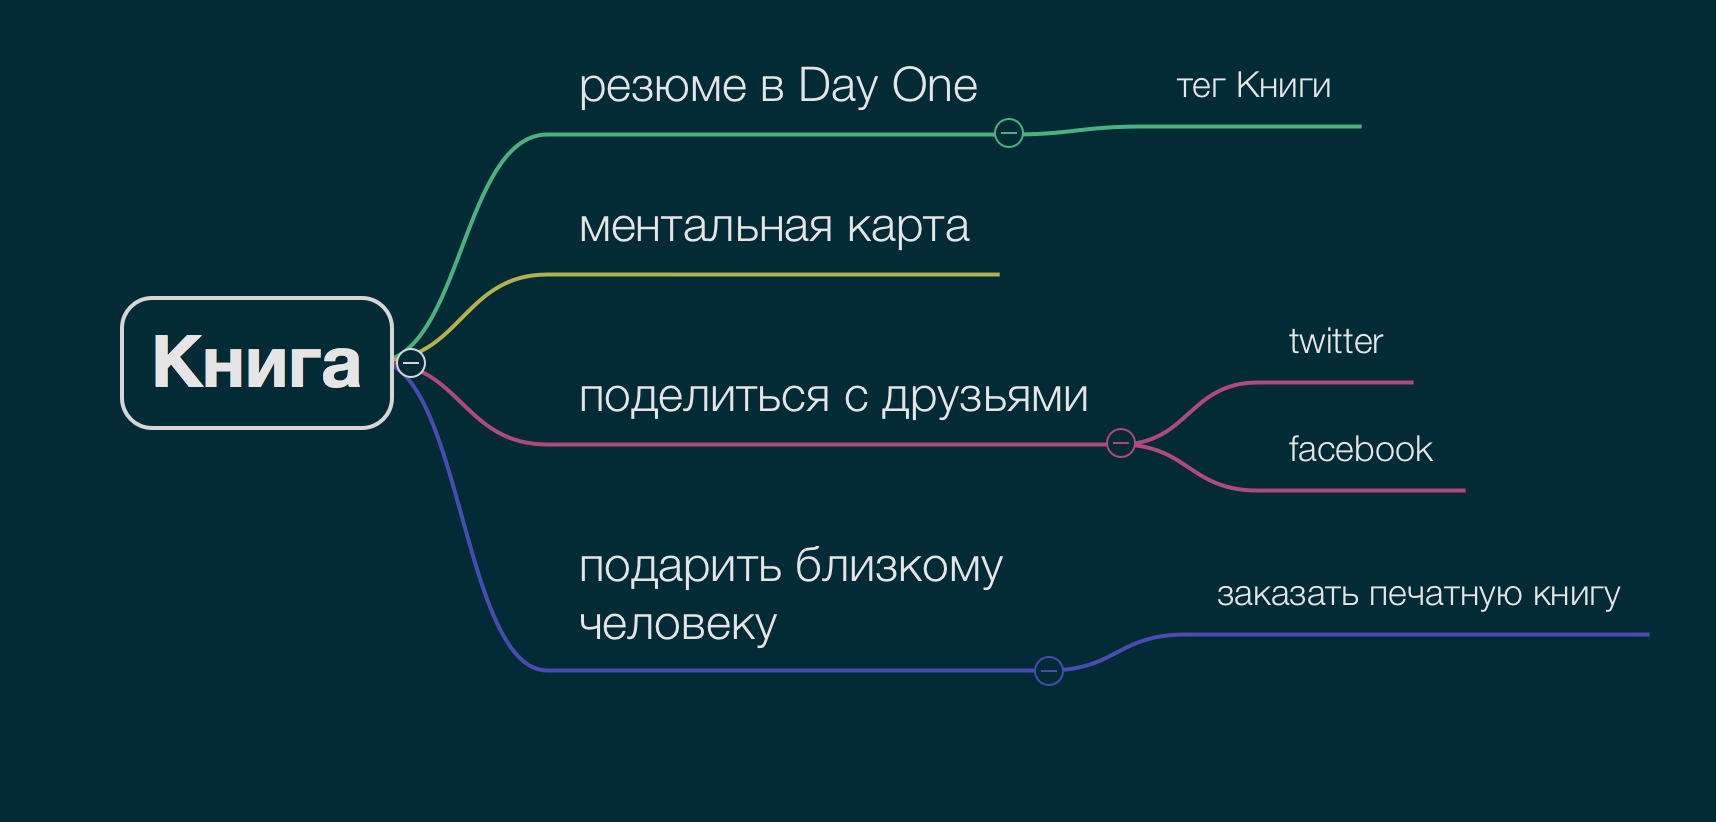 резюме в Day One
тег Книги
ментальная карта
Книга
поделиться с друзьями
twitter
facebook
подарить близкому
человеку
заказать печатную книгу